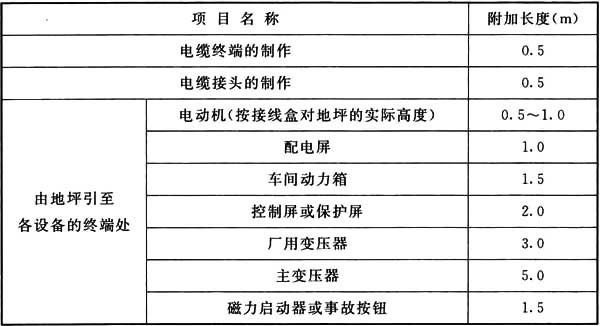 项目名称 附加长度(m)
电缆终端的制作 0.5
电缆接头的制作 0.5
由地坪引至
各设备的终端处
电动机(按接线盒对地坪的实际高度) 0.5～1.0
配电屏 1.0
车间动力箱 1.5
控制屏或保护屏 2.0
厂用变压器 3.0
主变压器 5.0
磁力启动器或事故按钮 1.5